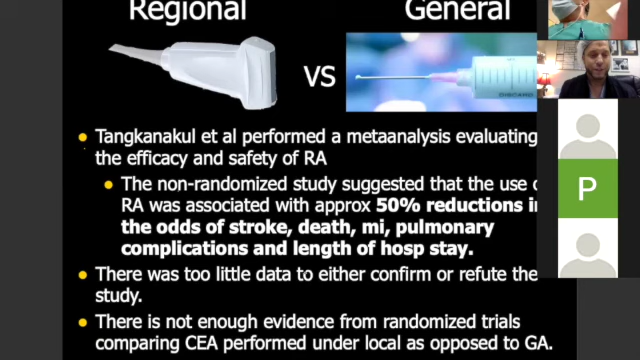 Regional
General
VS
Tangkanakul et al performed a metaanalysis evaluating
the efficacy and safety of RA
The non-randomized study suggested that the use
RA was associated with approx 50% reductions
the odds of stroke, death, mi, pulmonary
complications and length of hosp stay.
There was too little data to either confirm or refute the
study.
There is not enough evidence from randomized trials
comparing CEA performed under local as opposed to GA.
P